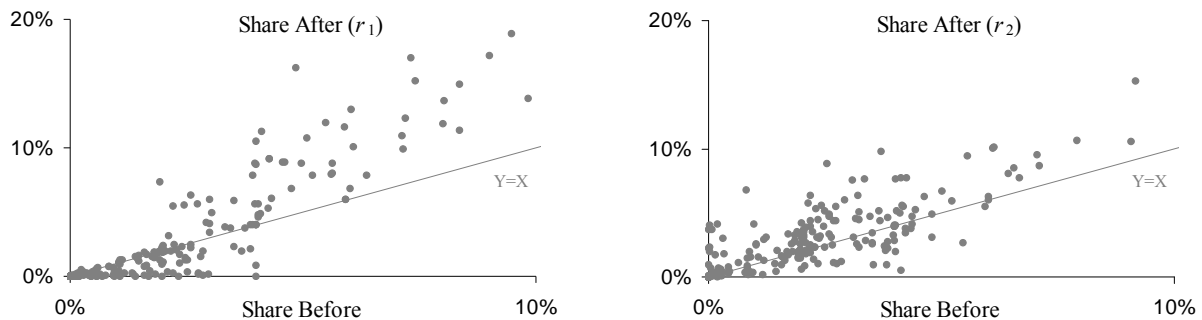 20%
Share After (r1)
10%
Y=X
0%
0%
Share Before
10%
20%
Share After (r2)
10%
Y=X
0%
0%
Share Before
10%